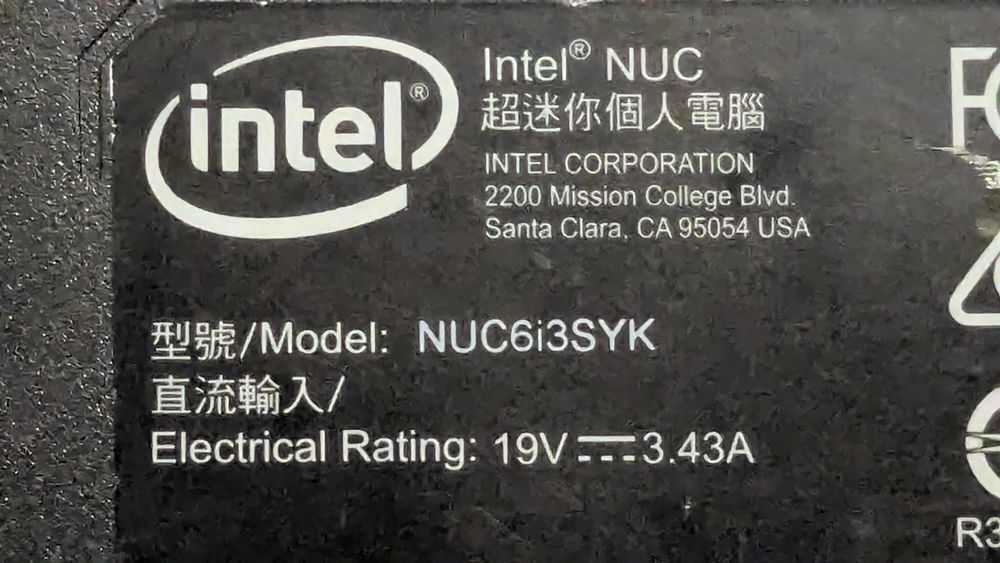 intel®
Intel® NUC
超迷你個人電腦
INTEL CORPORATION
2200 Mission College Blvd.
Santa Clara, CA 95054 USA
型號/Model: NUC6i3SYK
直流輸入/
Electrical Rating: 19V⎓3.43A